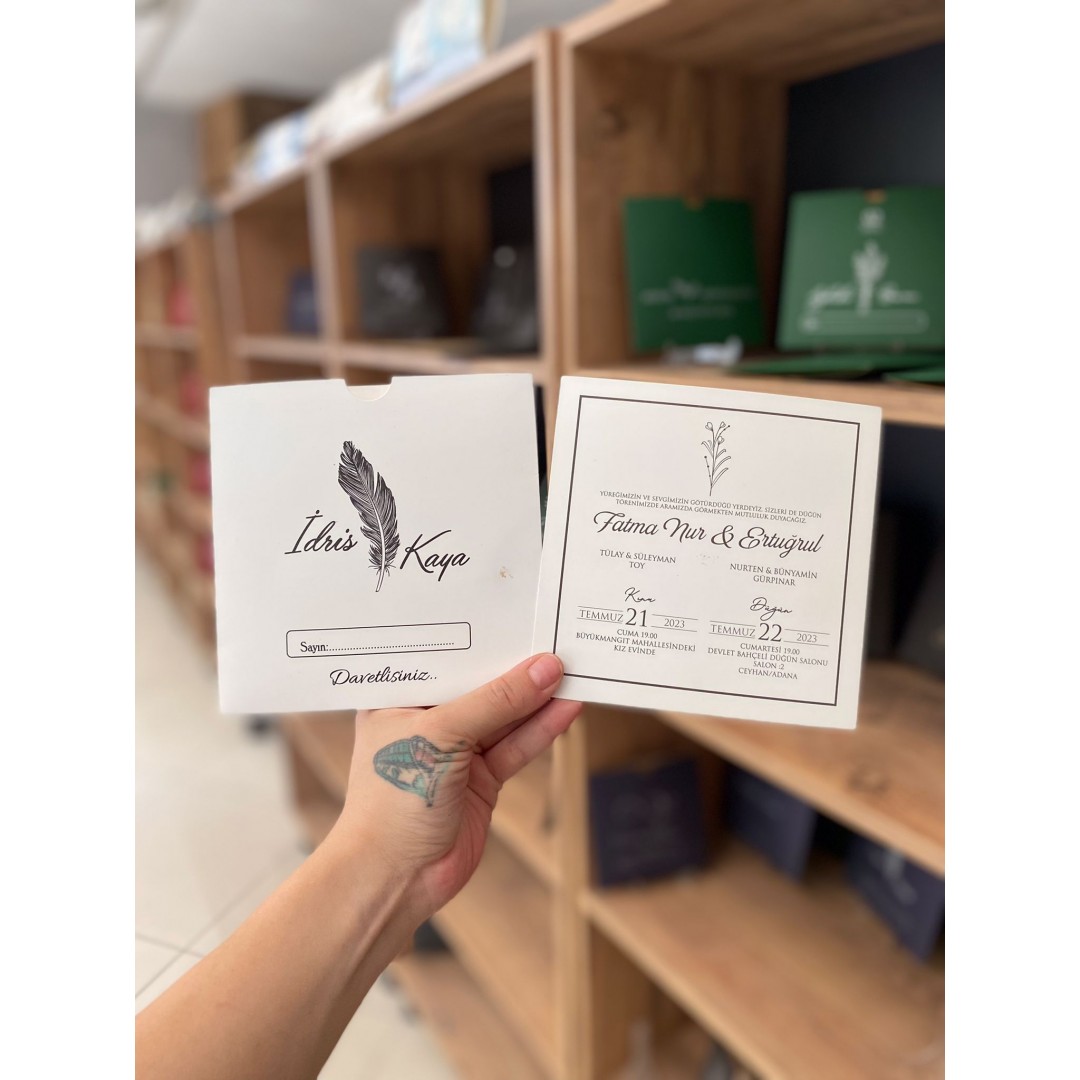 İdris Kaya
Sayın:............................................
Davetlisiniz..
YÜREĞİMİZİN VE SEVGİMİZİN GÖTÜRDÜĞÜ YERDEYİZ. SİZLERİ DE DÜĞÜN
TÖRENİMİZDE ARAMIZDA GÖRMEKTEN MUTLULUK DUYACAĞIZ.
Fatma Nur & Ertuğrul
TÜLAY & SÜLEYMAN
TOY
NURTEN & BÜNYAMİN
GÜRPINAR
Kına
TEMMUZ 21 2023
CUMA 19.00
BÜYÜKMANGIT MAHALLESİNDEKİ
KIZ EVİNDE
Düğün
TEMMUZ 22 2023
CUMARTESİ 19.00
DEVLET BAHÇELİ DÜĞÜN SALONU
SALON :2
CEYHAN/ADANA